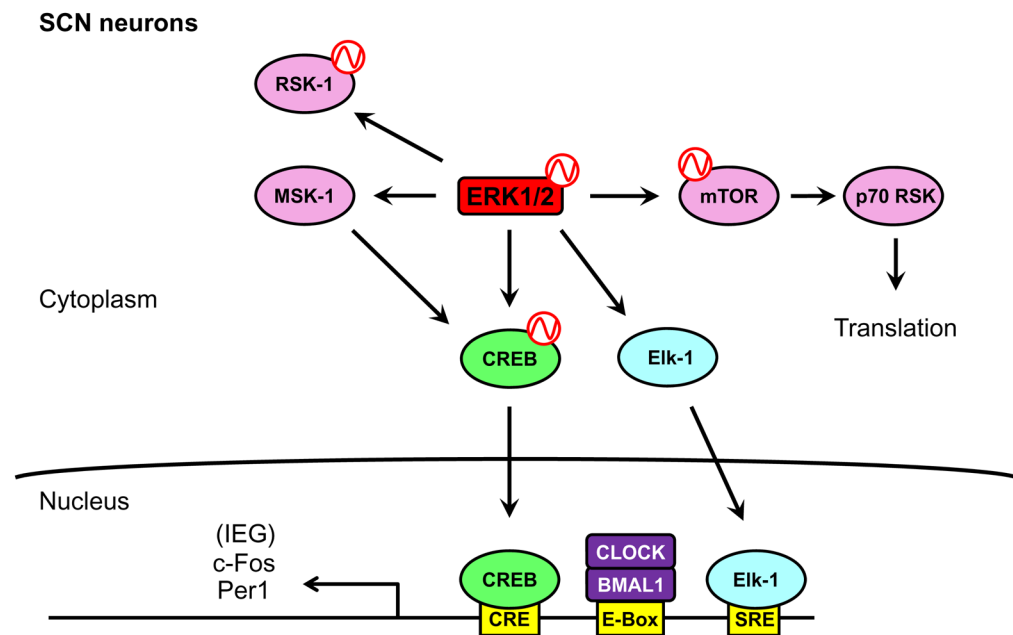 SCN neurons
RSK-1
MSK-1
ERK1/2
mTOR
p70 RSK
Cytoplasm
Translation
CREB
Elk-1
Nucleus
(IEG)
c-Fos
Per1
CREB
CRE
CLOCK
BMAL1
E-Box
Elk-1
SRE